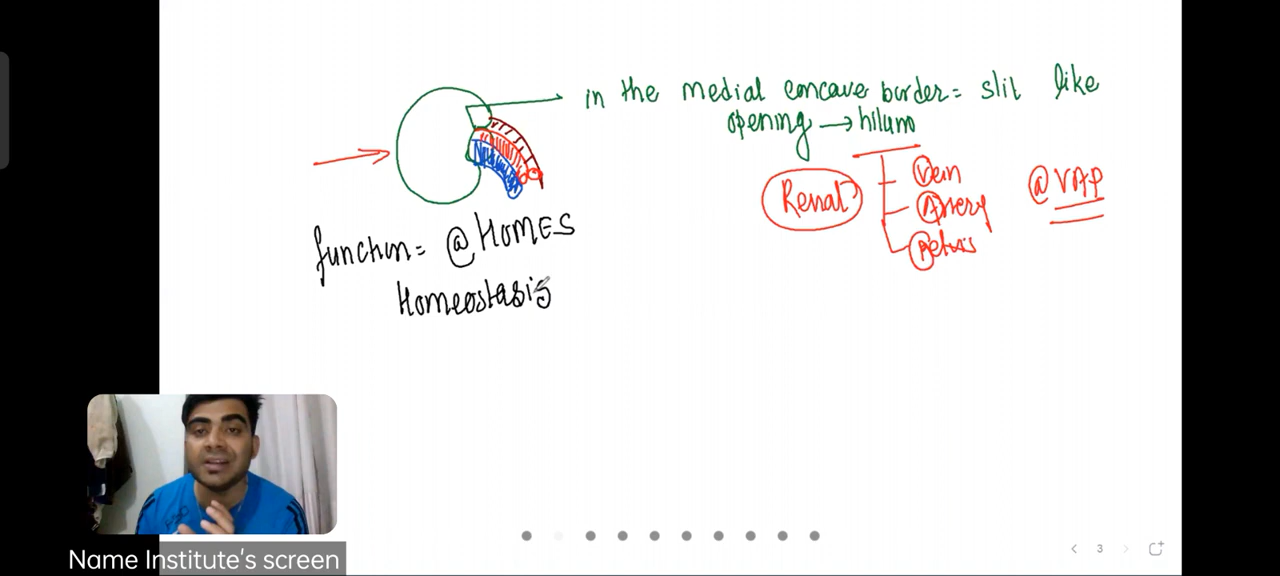 in the medial concave border = slit like
opening → hilum
Renal
Vein
Artery
Pelvis
@ VAP
function = @ HOMES
Homeostasis
Name Institute's screen
3